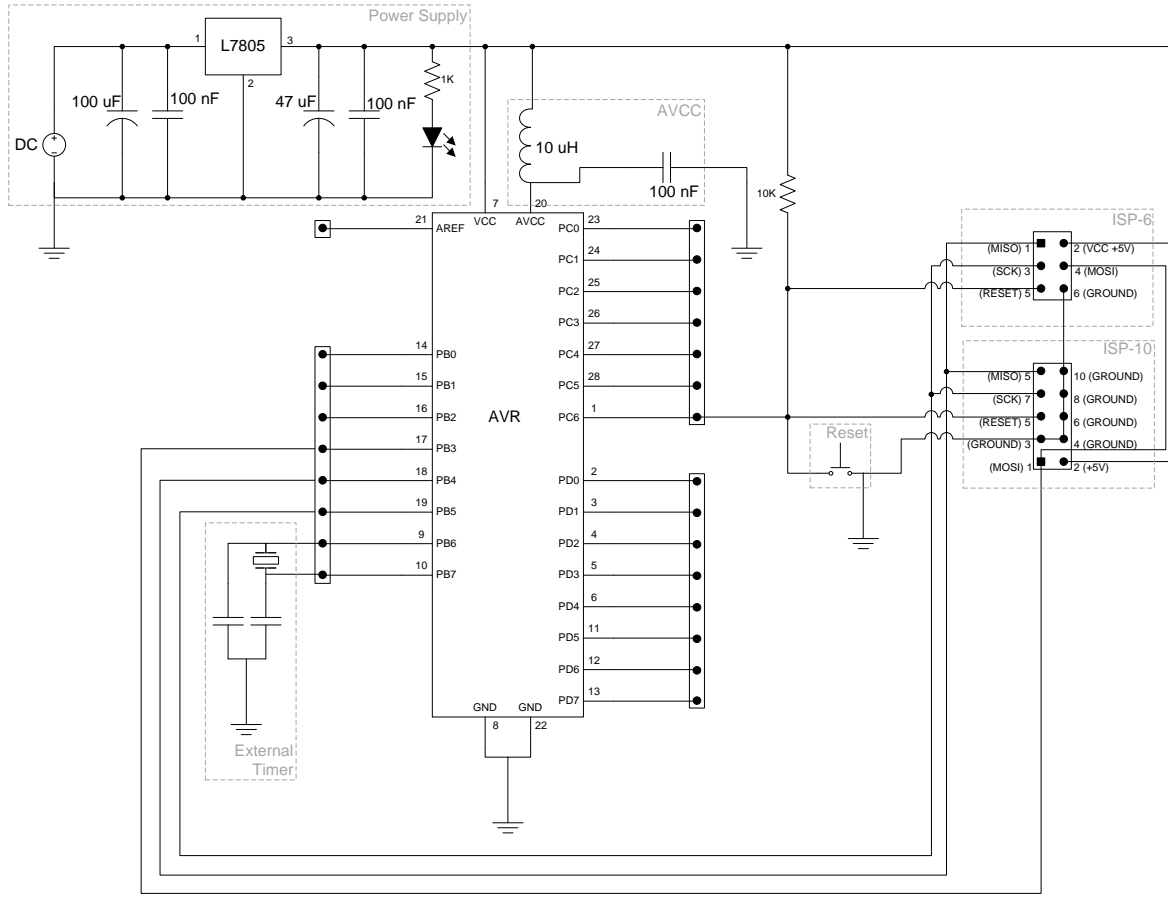 Power Supply
1
L7805
3
2
100 uF
100 nF
47 uF
100 nF
1K
DC
+
AVCC
10 uH
100 nF
10K
7
20
VCC
AVCC
21
AREF
PC0
23
PC1
24
PC2
25
PC3
26
PC4
27
PC5
28
PC6
1
14
PB0
15
PB1
16
PB2
17
PB3
18
PB4
19
PB5
9
PB6
10
PB7
AVR
PD0
2
PD1
3
PD2
4
PD3
5
PD4
6
PD5
11
PD6
12
PD7
13
GND
GND
8
22
External
Timer
Reset
ISP-6
(MISO) 1
2 (VCC +5V)
(SCK) 3
4 (MOSI)
(RESET) 5
6 (GROUND)
ISP-10
(MISO) 5
10 (GROUND)
(SCK) 7
8 (GROUND)
(RESET) 5
6 (GROUND)
(GROUND) 3
4 (GROUND)
(MOSI) 1
2 (+5V)